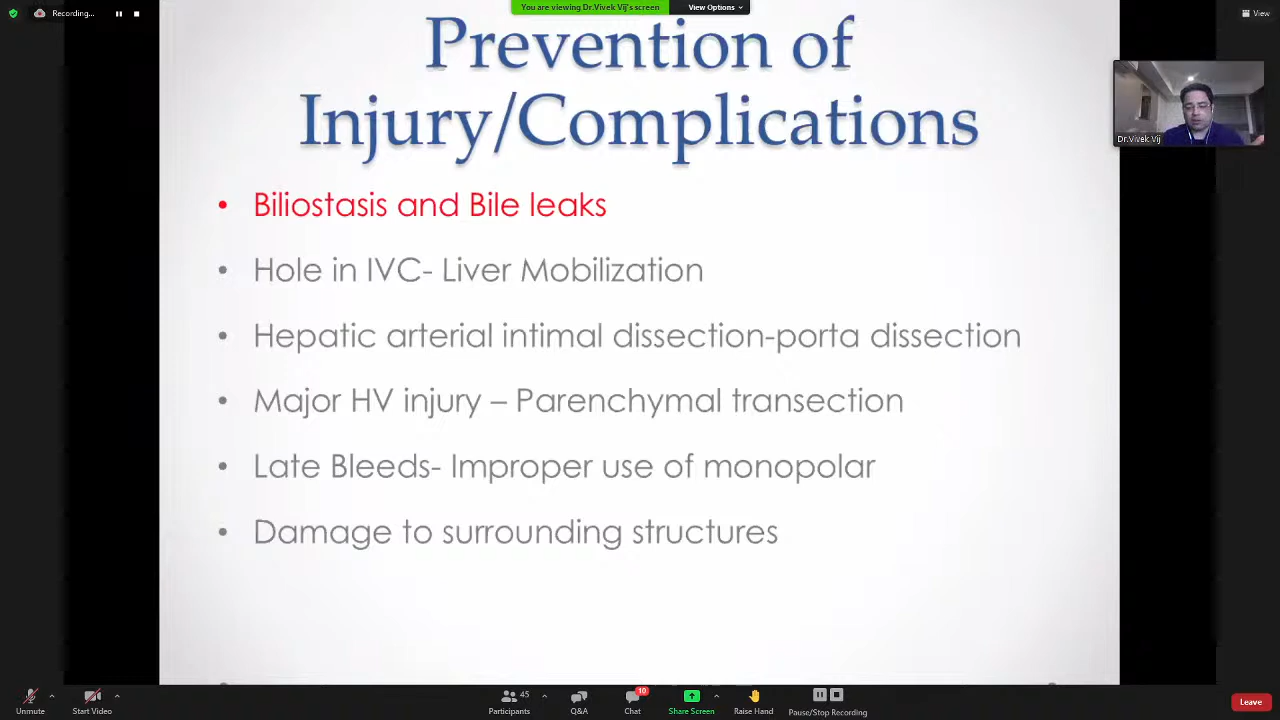 Recording...
You are viewing Dr.Vivek Vij's screen
View Options
View
Prevention of
Injury/Complications
Dr.Vivek Vij
• Biliostasis and Bile leaks
• Hole in IVC- Liver Mobilization
• Hepatic arterial intimal dissection-porta dissection
• Major HV injury – Parenchymal transection
• Late Bleeds- Improper use of monopolar
• Damage to surrounding structures
Unmute
Start Video
45
Participants
Q&A
10
Chat
Share Screen
Raise Hand
Pause/Stop Recording
Leave